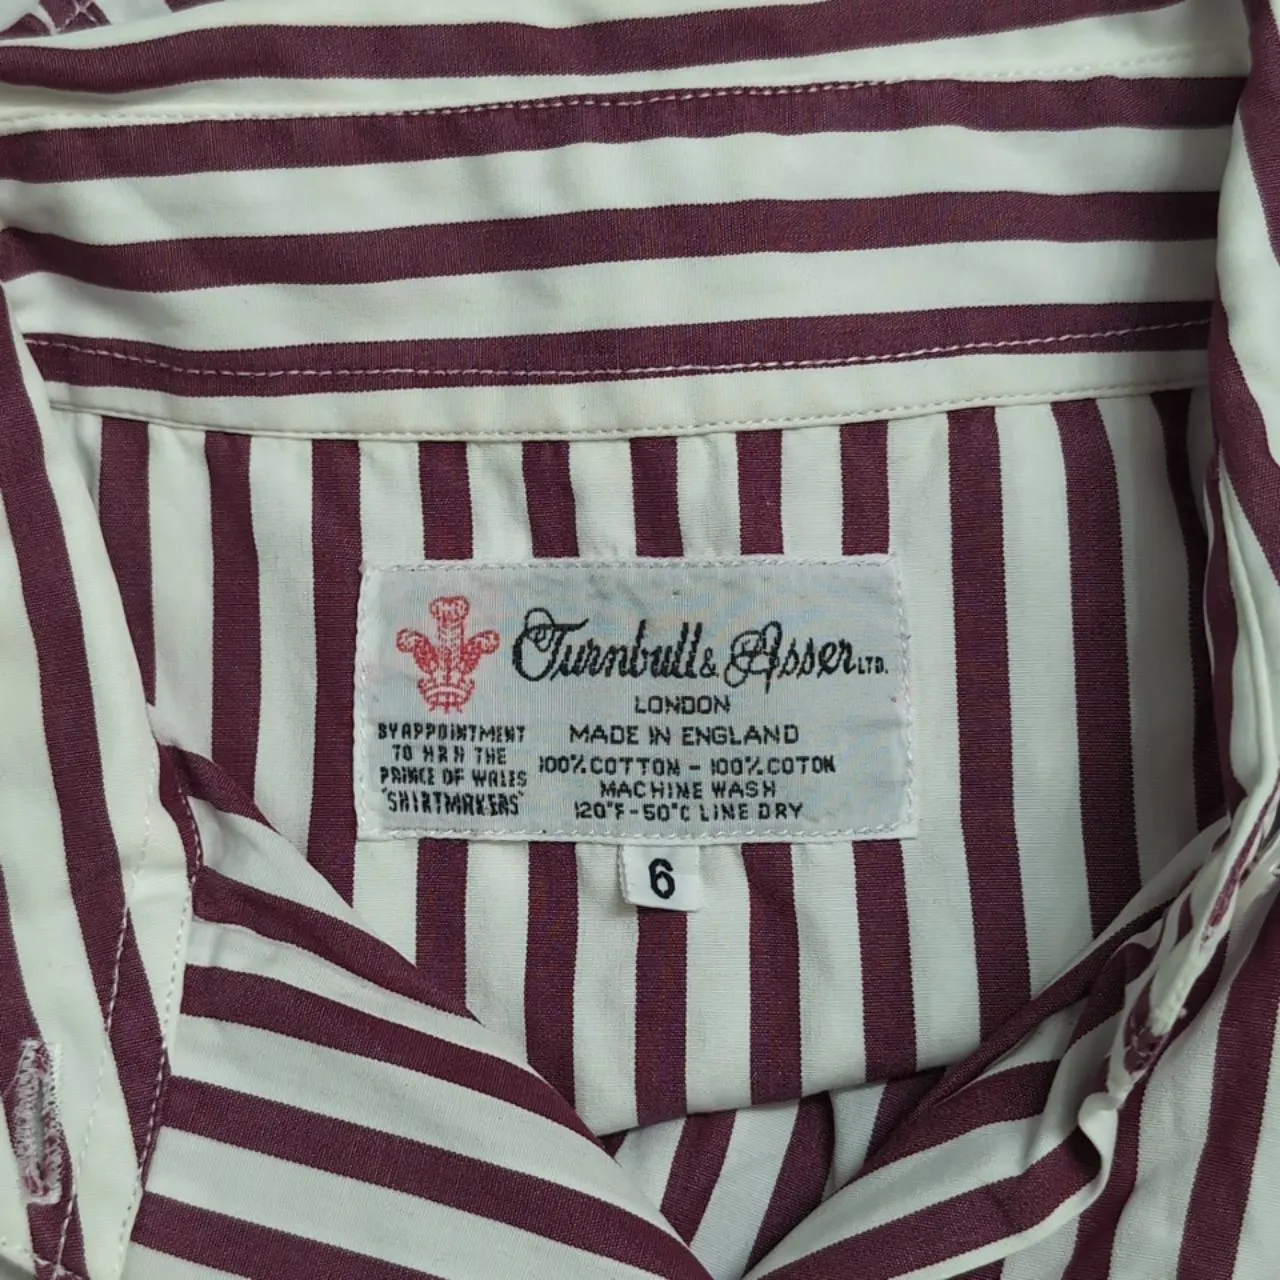 Turnbull & Asser LTD.
LONDON
BY APPOINTMENT
TO HRH THE
PRINCE OF WALES
'SHIRTMAKERS'
MADE IN ENGLAND
100% COTTON - 100% COTON
MACHINE WASH
120°F-50°C LINE DRY
6